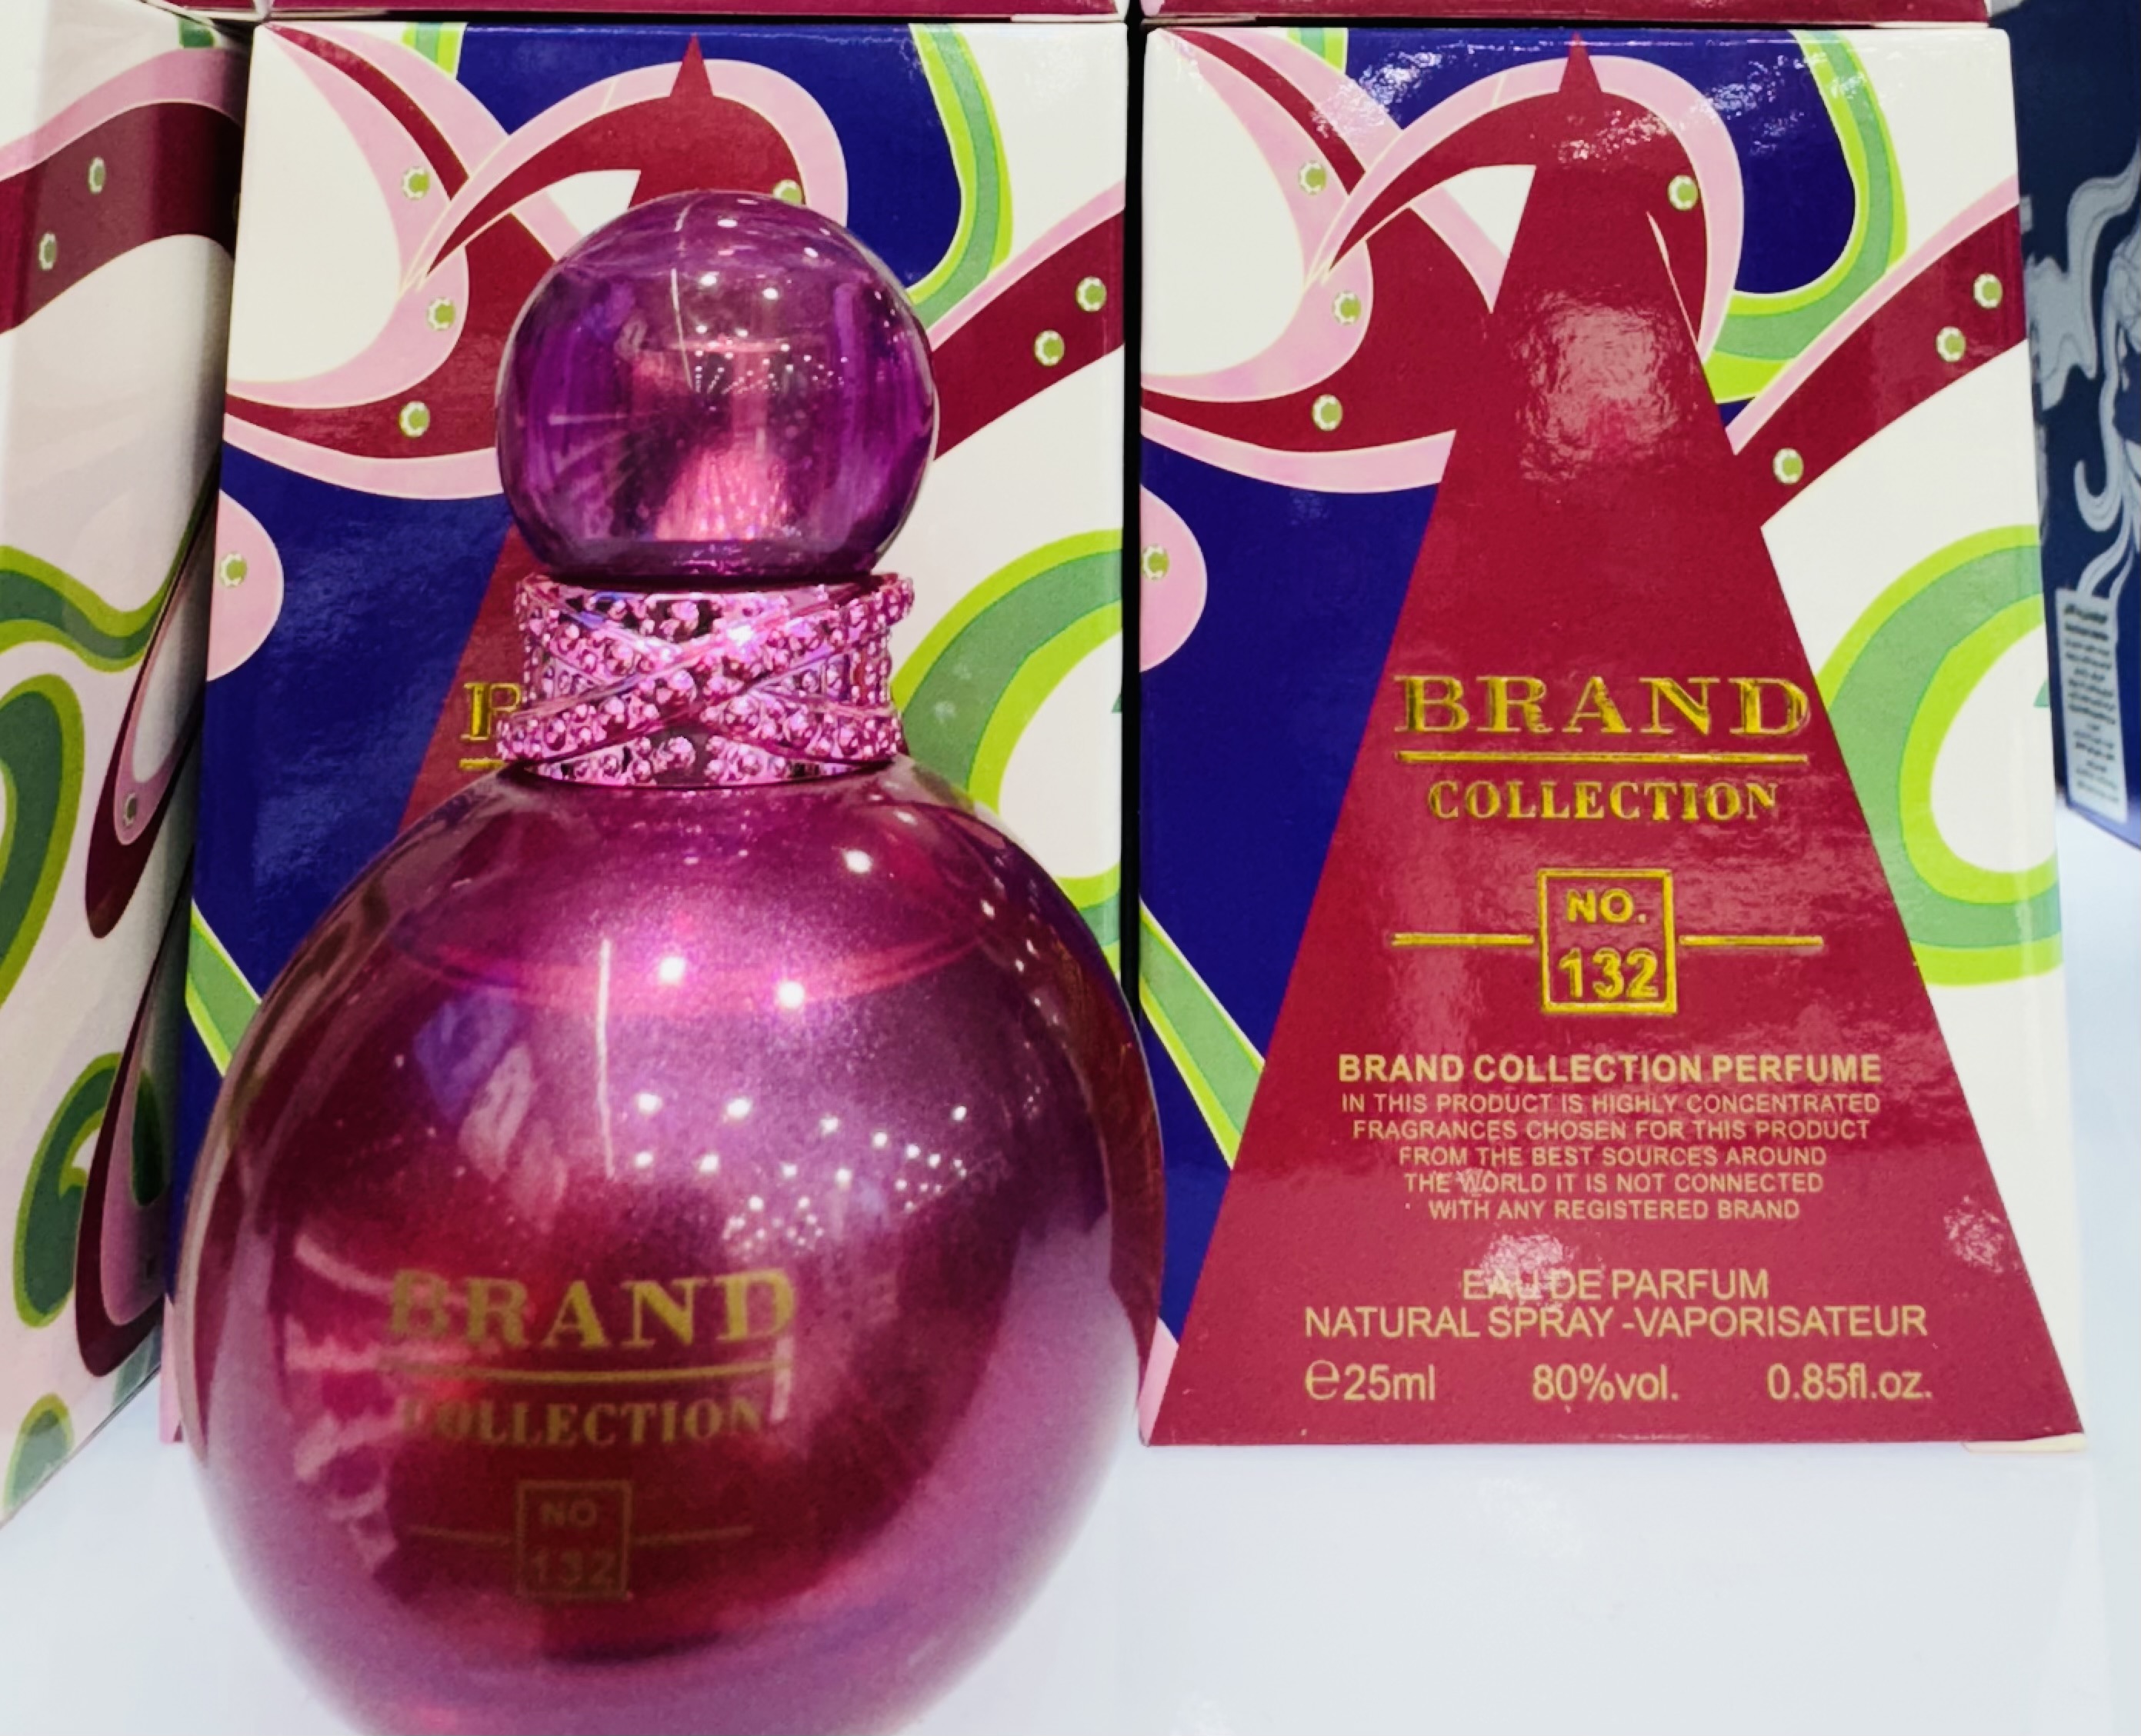 BRAND
COLLECTION
NO.
132
BRAND COLLECTION PERFUME
IN THIS PRODUCT IS HIGHLY CONCENTRATED
FRAGRANCES CHOSEN FOR THIS PRODUCT
FROM THE BEST SOURCES AROUND
THE WORLD IT IS NOT CONNECTED
WITH ANY REGISTERED BRAND
EAU DE PARFUM
NATURAL SPRAY -VAPORISATEUR
℮25ml 80%vol. 0.85fl.oz.
BRAND
COLLECTION
NO
132